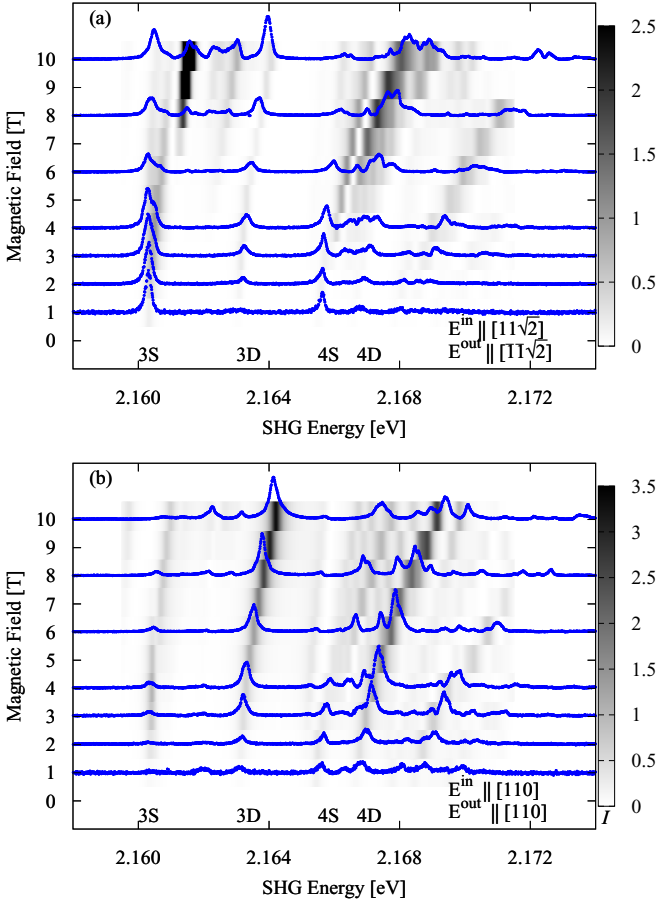 (a)
2.5
10
9
2
8
7
1.5
6
5
1
4
3
0.5
2
1
0
0
Magnetic Field [T]
E^in || [11√2]
E^out || [1̅1̅√2]
3S 3D 4S 4D
2.160 2.164 2.168 2.172
SHG Energy [eV]
(b)
3.5
10
3
9
8
2.5
7
2
6
5
1.5
4
3
1
2
0.5
1
0
0
Magnetic Field [T]
E^in || [110]
E^out || [110]
I
3S 3D 4S 4D
2.160 2.164 2.168 2.172
SHG Energy [eV]